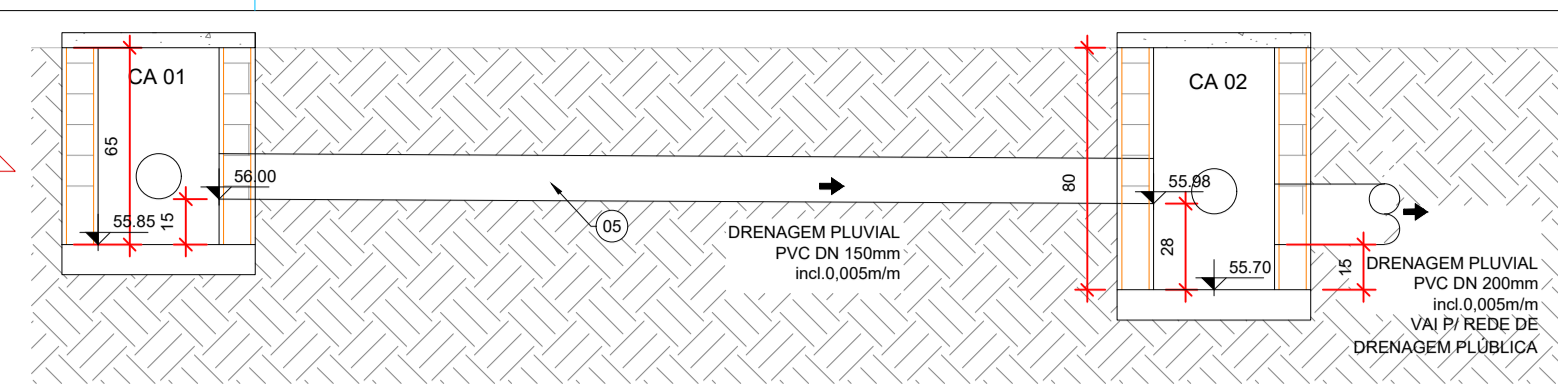 CA 01
65
56.00
55.85
15
05
DRENAGEM PLUVIAL
PVC DN 150mm
incl.0,005m/m
CA 02
80
55.98
28
55.70
15
DRENAGEM PLUVIAL
PVC DN 200mm
incl.0,005m/m
VAI P/ REDE DE
DRENAGEM PLÚBLICA